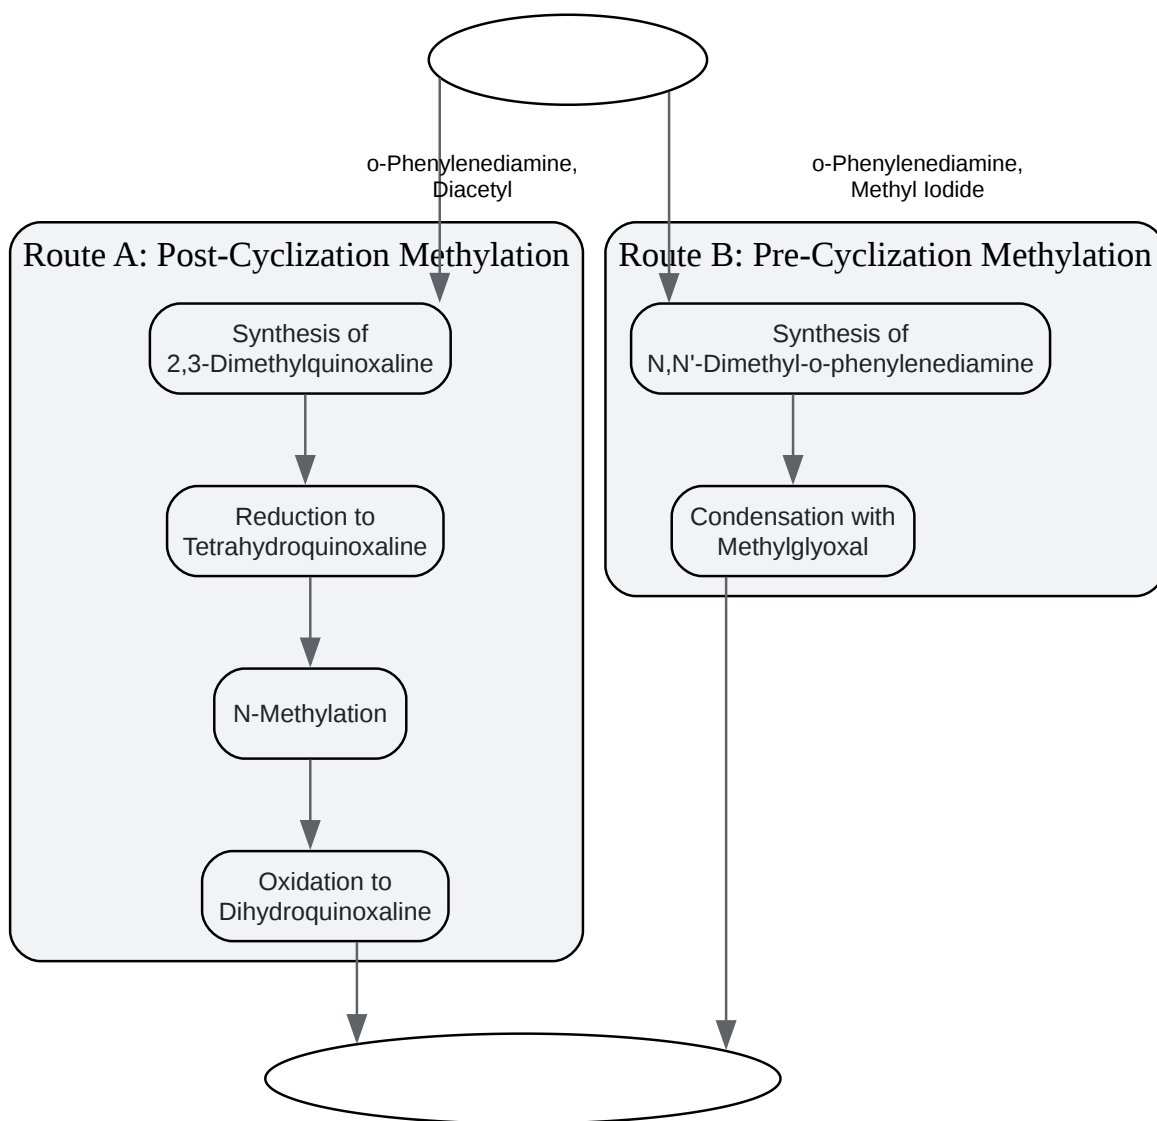 o-Phenylenediamine,
Diacetyl
o-Phenylenediamine,
Methyl Iodide
Route A: Post-Cyclization Methylation
Synthesis of
2,3-Dimethylquinoxaline
Reduction to
Tetrahydroquinoxaline
N-Methylation
Oxidation to
Dihydroquinoxaline
Route B: Pre-Cyclization Methylation
Synthesis of
N,N'-Dimethyl-o-phenylenediamine
Condensation with
Methylglyoxal